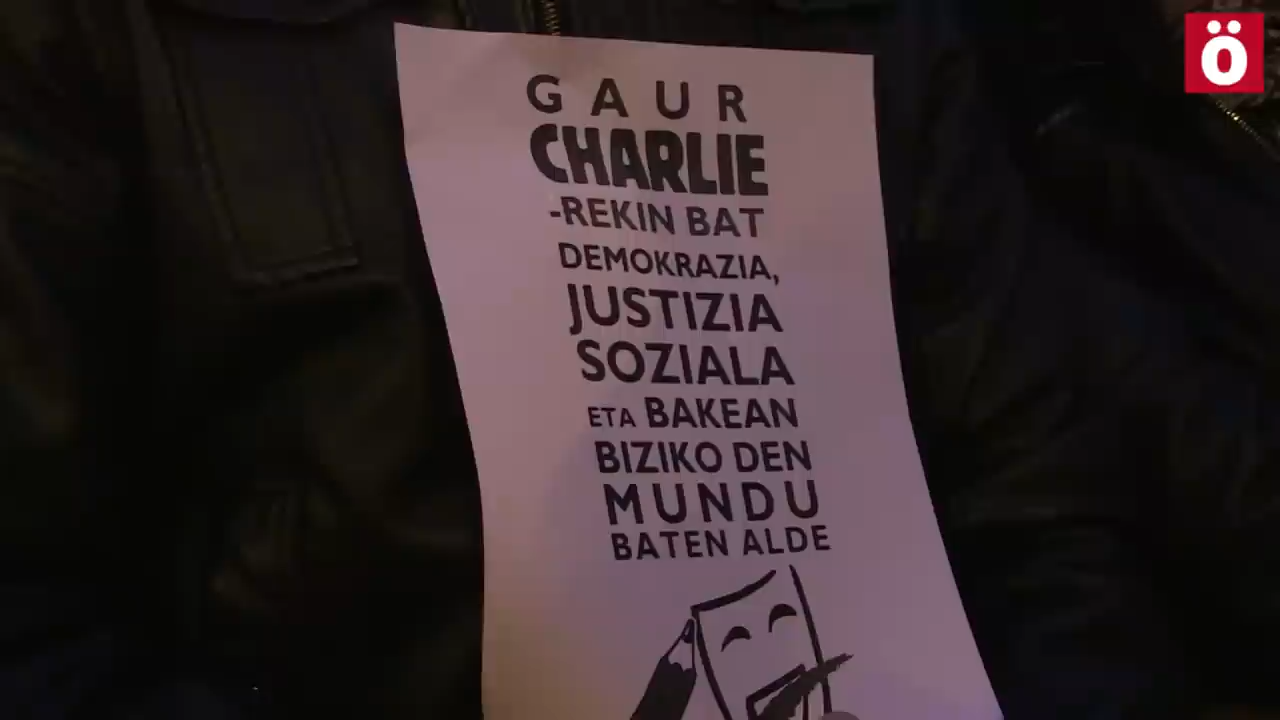 GAUR
CHARLIE
-REKIN BAT
DEMOKRAZIA,
JUSTIZIA
SOZIALA
ETA BAKEAN
BIZIKO DEN
MUNDU
BATEN ALDE
Ö